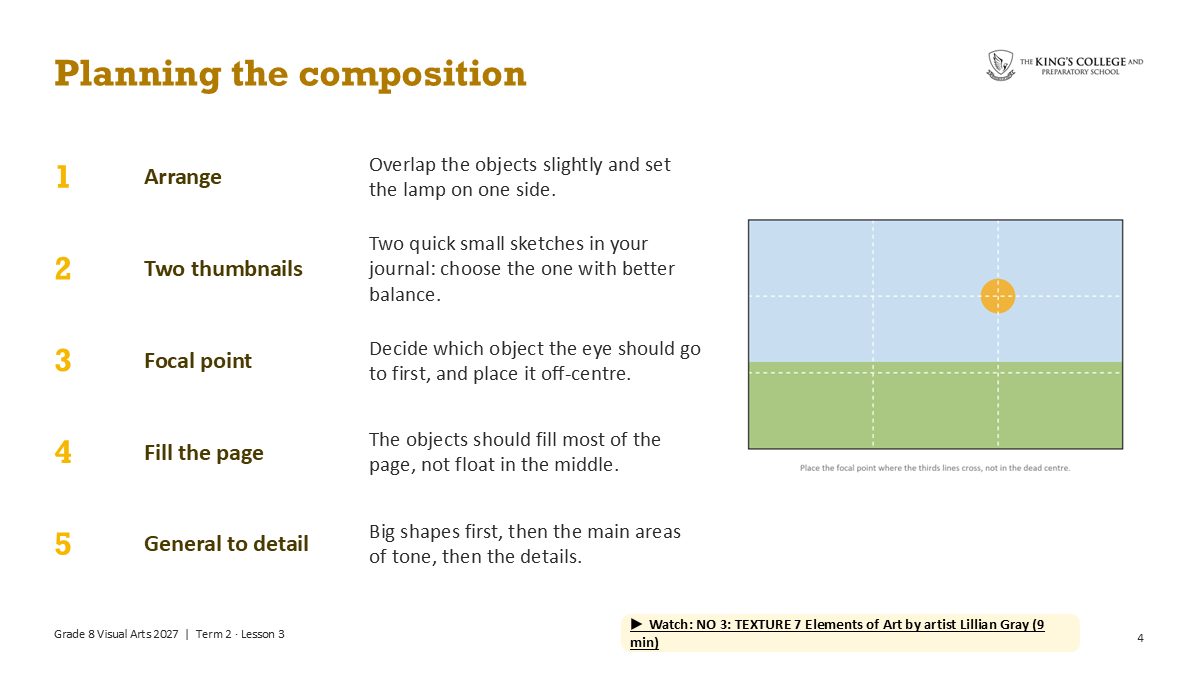 Planning the composition
THE KING'S COLLEGE AND
PREPARATORY SCHOOL
1
Arrange
Overlap the objects slightly and set
the lamp on one side.
2
Two thumbnails
Two quick small sketches in your
journal: choose the one with better
balance.
3
Focal point
Decide which object the eye should go
to first, and place it off-centre.
4
Fill the page
The objects should fill most of the
page, not float in the middle.
5
General to detail
Big shapes first, then the main areas
of tone, then the details.
Place the focal point where the thirds lines cross, not in the dead centre.
Grade 8 Visual Arts 2027 | Term 2 · Lesson 3
▶ Watch: NO 3: TEXTURE 7 Elements of Art by artist Lillian Gray (9
min)
4